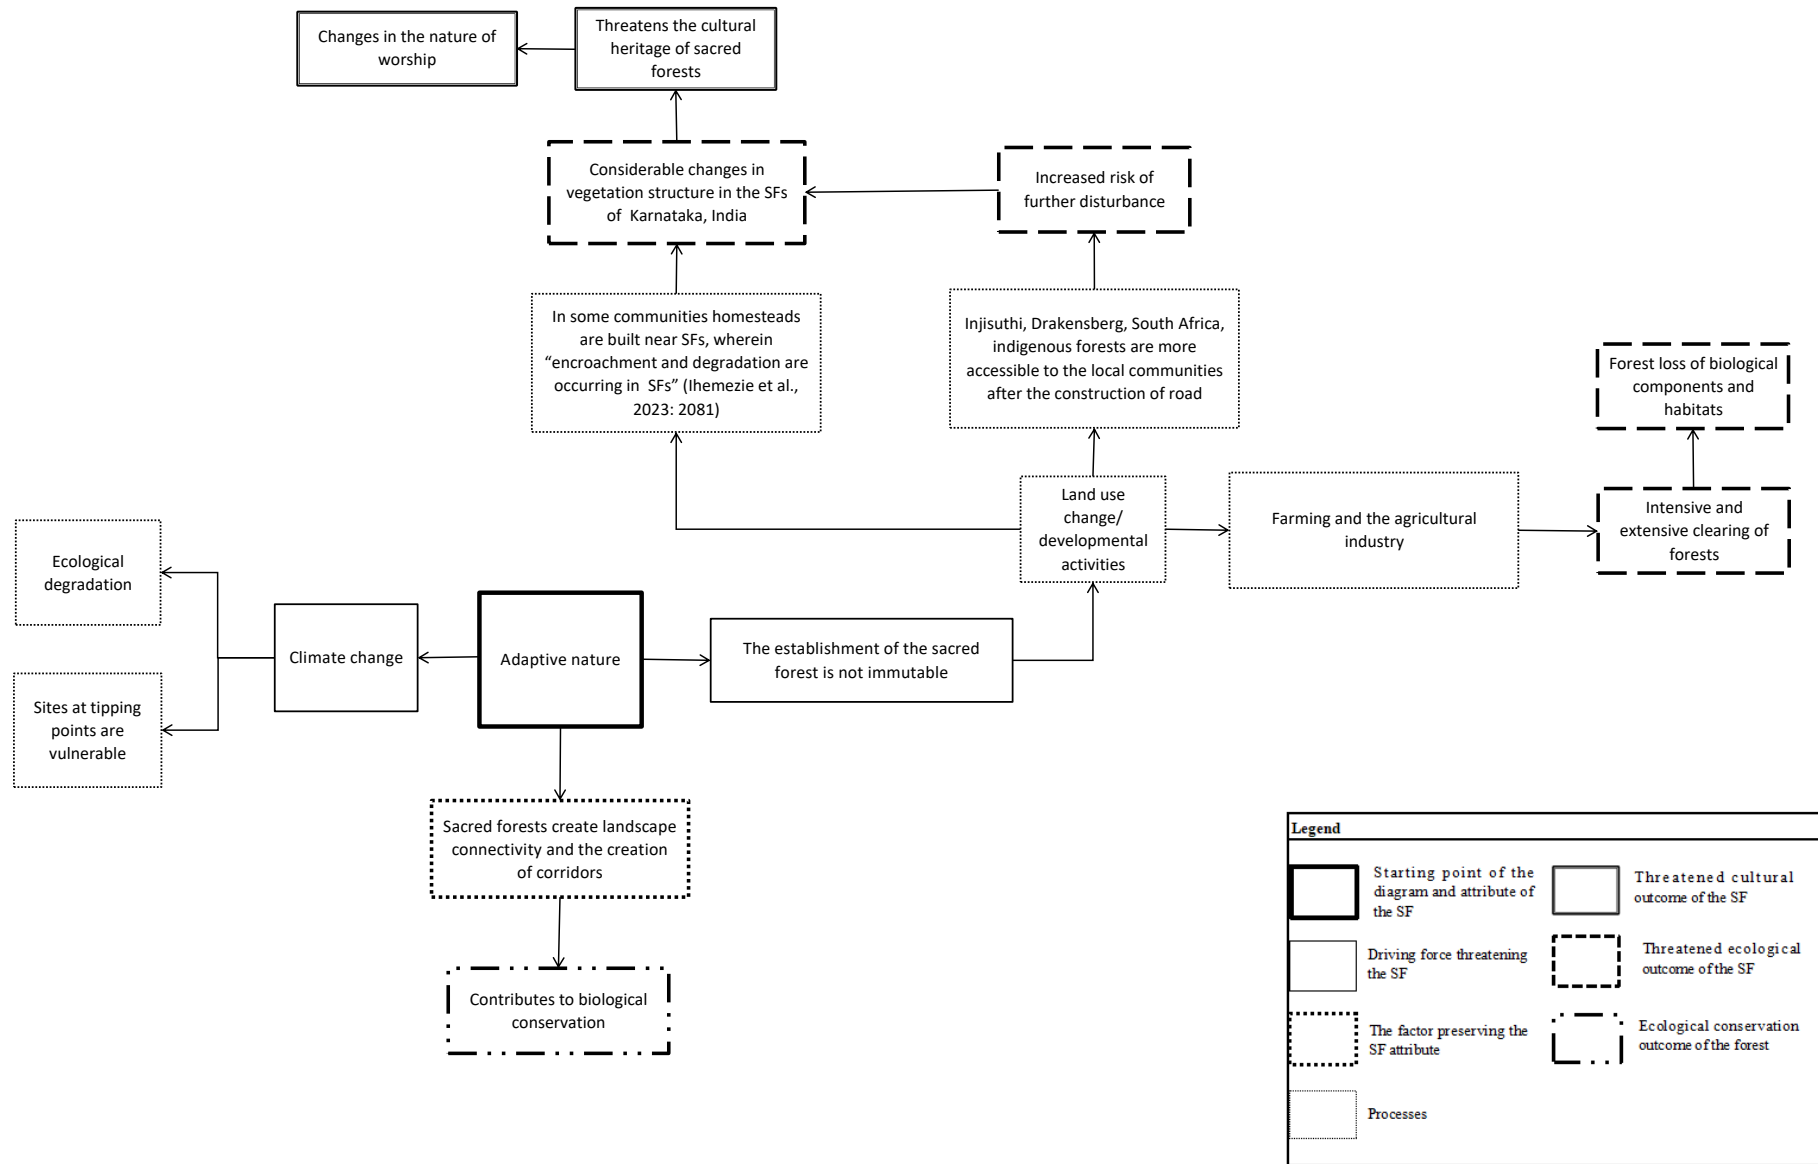 Changes in the nature of
worship
Threatens the cultural
heritage of sacred
forests
Considerable changes in
vegetation structure in the SFs
of Karnataka, India
Increased risk of
further disturbance
In some communities homesteads
are built near SFs, wherein
“encroachment and degradation are
occurring in SFs” (Ihemezie et al.,
2023: 2081)
Injisuthi, Drakensberg, South Africa,
indigenous forests are more
accessible to the local communities
after the construction of road
Forest loss of biological
components and
habitats
Land use
change/
developmental
activities
Farming and the agricultural
industry
Intensive and
extensive clearing of
forests
Ecological
degradation
Climate change
Adaptive nature
The establishment of the sacred
forest is not immutable
Sites at tipping
points are
vulnerable
Sacred forests create landscape
connectivity and the creation
of corridors
Contributes to biological
conservation
Legend
Starting point of the
diagram and attribute of
the SF
Threatened cultural
outcome of the SF
Driving force threatening
the SF
Threatened ecological
outcome of the SF
The factor preserving the
SF attribute
Ecological conservation
outcome of the forest
Processes